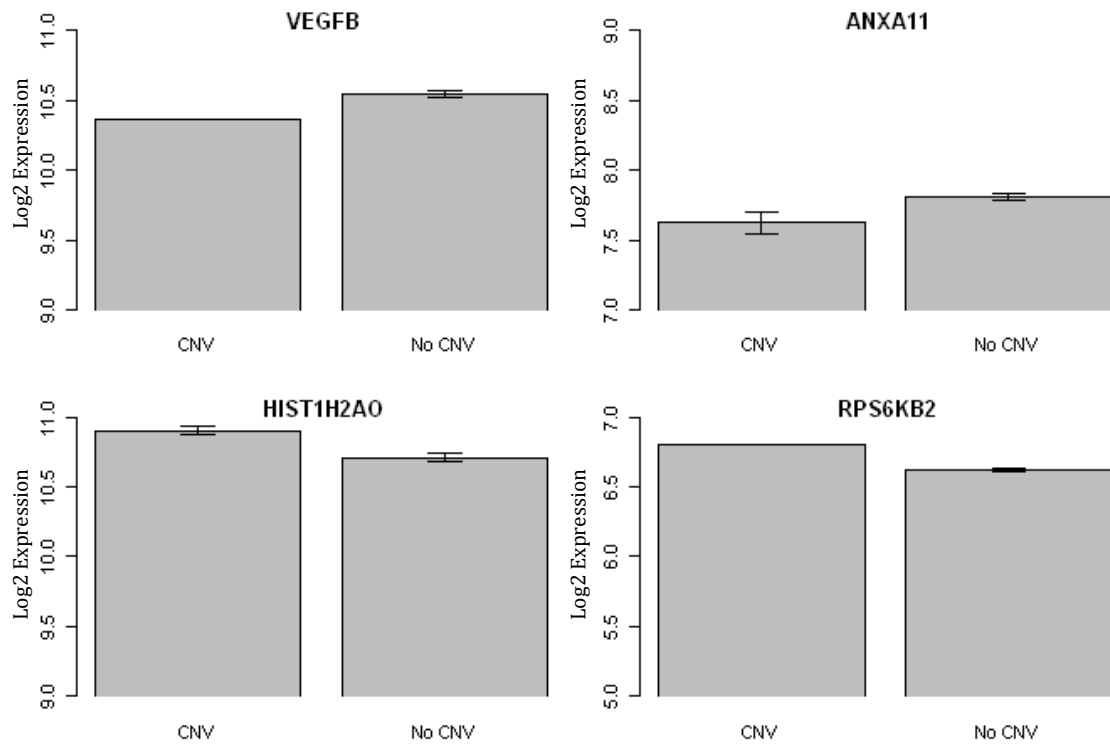 VEGFB
Log2 Expression
11.0
10.5
10.0
9.5
9.0
CNV
No CNV
ANXA11
Log2 Expression
9.0
8.5
8.0
7.5
7.0
CNV
No CNV
HIST1H2AO
Log2 Expression
11.0
10.5
10.0
9.5
9.0
CNV
No CNV
RPS6KB2
Log2 Expression
7.0
6.5
6.0
5.5
5.0
CNV
No CNV